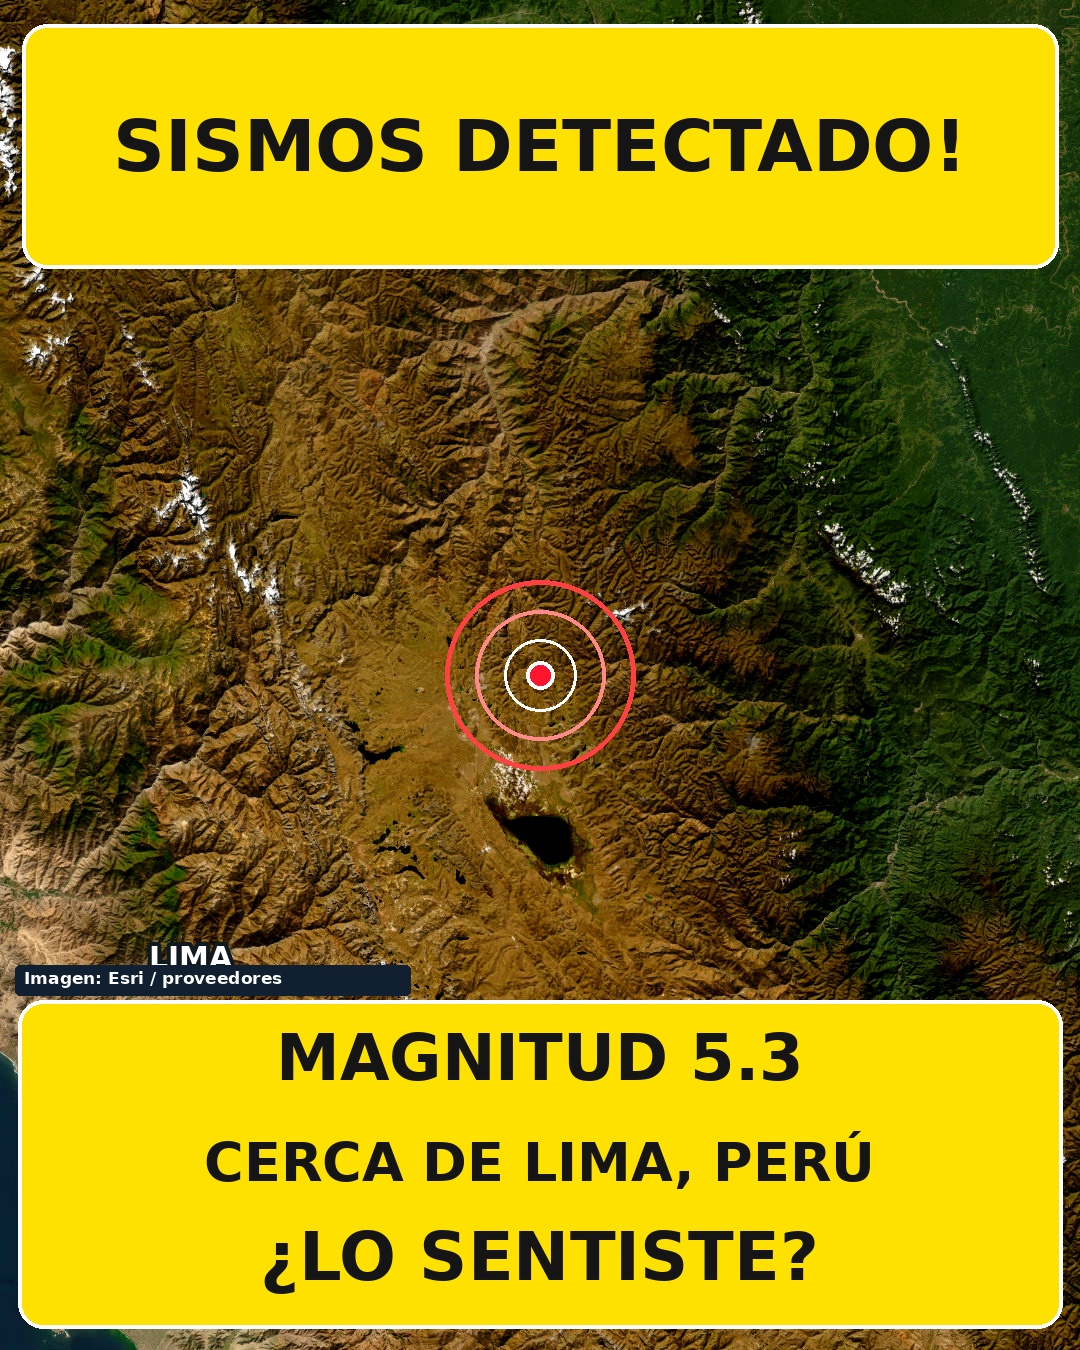 SISMOS DETECTADO!
LIMA
Imagen: Esri / proveedores
MAGNITUD 5.3
CERCA DE LIMA, PERÚ
¿LO SENTISTE?